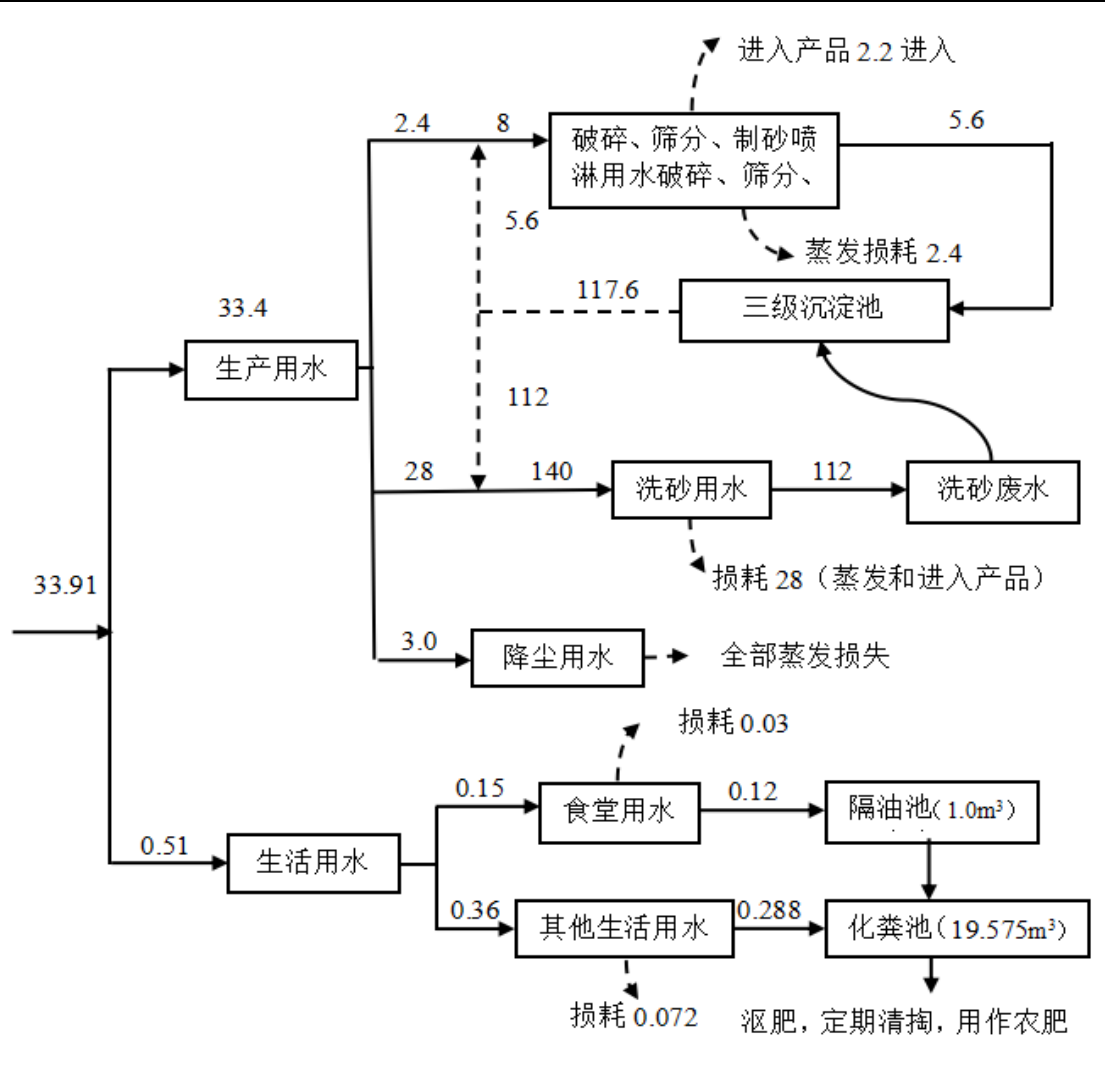 进入产品 2.2 进入
2.4
8
破碎、筛分、制砂喷
淋用水破碎、筛分、
5.6
5.6
蒸发损耗 2.4
117.6
三级沉淀池
33.4
生产用水
112
28
140
洗砂用水
112
洗砂废水
损耗 28（蒸发和进入产品）
33.91
3.0
降尘用水
全部蒸发损失
损耗 0.03
0.15
食堂用水
0.12
隔油池（1.0m³）
0.51
生活用水
0.36
其他生活用水
0.288
化粪池（19.575m³）
损耗 0.072
沤肥，定期清掏，用作农肥